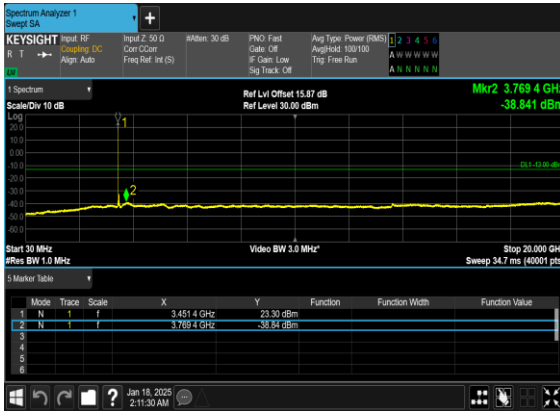 Spectrum Analyzer 1
Swept SA
+
KEYSIGHT Input: RF Input Z: 50 Ω #Atten: 30 dB PNO: Fast Avg Type: Power (RMS) 1 2 3 4 5 6
R T Coupling: DC Corr CCorr Gate: Off Avg|Hold: 100/100 A W W W W W
Align: Auto Freq Ref: Int (S) IF Gain: Low Trig: Free Run
LXI Sig Track: Off A N N N N N
1 Spectrum Ref Lvl Offset 15.87 dB Mkr2 3.769 4 GHz
Scale/Div 10 dB Ref Level 30.00 dBm -38.841 dBm
Log
1
20.0
10.0
0.00
-10.0
DL1 -13.00 dBm
-20.0
-30.0
2
-40.0
-50.0
-60.0
Start 30 MHz Video BW 3.0 MHz* Stop 20.000 GHz
#Res BW 1.0 MHz Sweep 34.7 ms (40001 pts)
5 Marker Table
Mode Trace Scale X Y Function Function Width Function Value
1 N 1 f 3.451 4 GHz 23.30 dBm
2 N 1 f 3.769 4 GHz -38.84 dBm
3
4
5
6
? Jan 18, 2025
2:11:30 AM